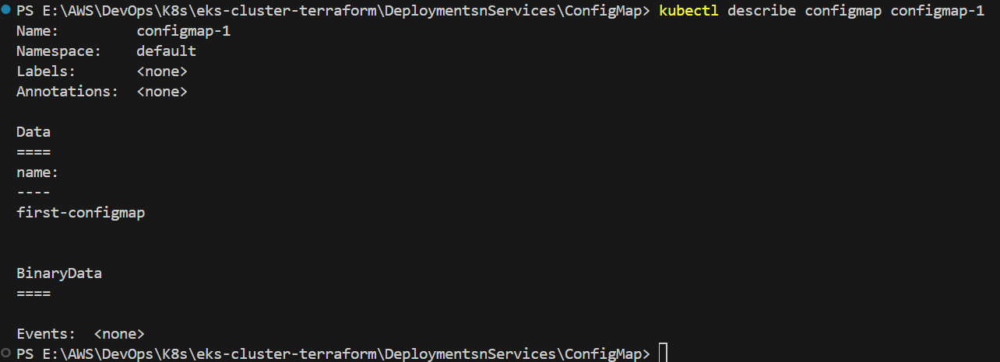 PS E:\AWS\DevOps\K8s\eks-cluster-terraform\DeploymentsnServices\ConfigMap> kubectl describe configmap configmap-1
Name:         configmap-1
Namespace:    default
Labels:       <none>
Annotations:  <none>

Data
====
name:
----
first-configmap


BinaryData
====

Events:  <none>
PS E:\AWS\DevOps\K8s\eks-cluster-terraform\DeploymentsnServices\ConfigMap>